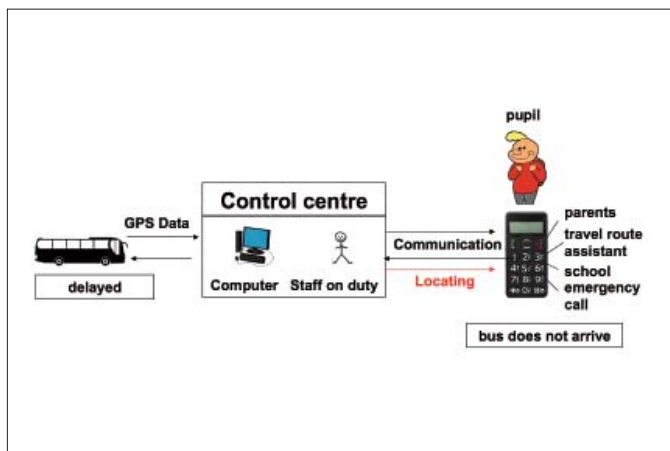 pupil
Control centre
GPS Data
delayed
Computer
Staff on duty
Communication
Locating
parents
travel route
assistant
school
emergency
call
bus does not arrive